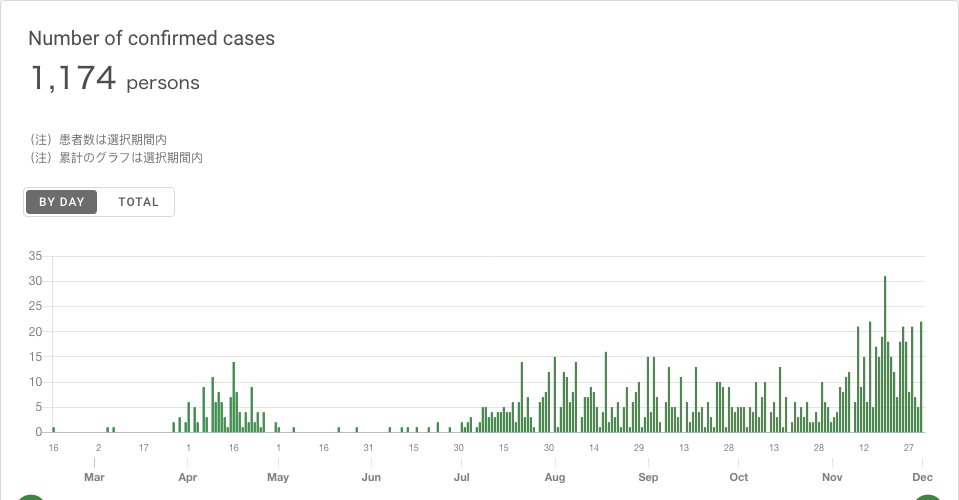 Number of confirmed cases
1,174 persons
（注）患者数は選択期間内
（注）累計のグラフは選択期間内
BY DAY TOTAL
35
30
25
20
15
10
5
0
16 2 17 1 16 1 16 31 15 30 15 30 14 29 13 28 13 28 12 27
Mar Apr May Jun Jul Aug Sep Oct Nov Dec